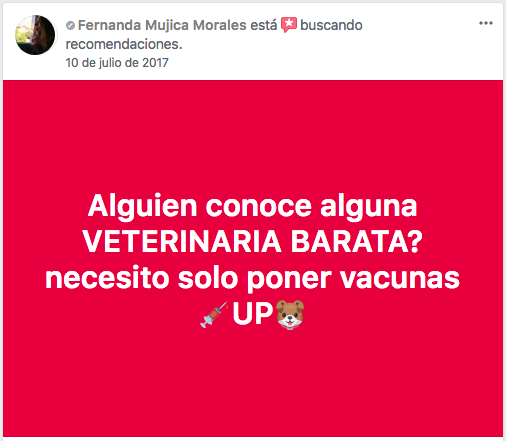 Fernanda Mujica Morales está buscando
recomendaciones.
10 de julio de 2017
Alguien conoce alguna
VETERINARIA BARATA?
necesito solo poner vacunas
💉UP🐶